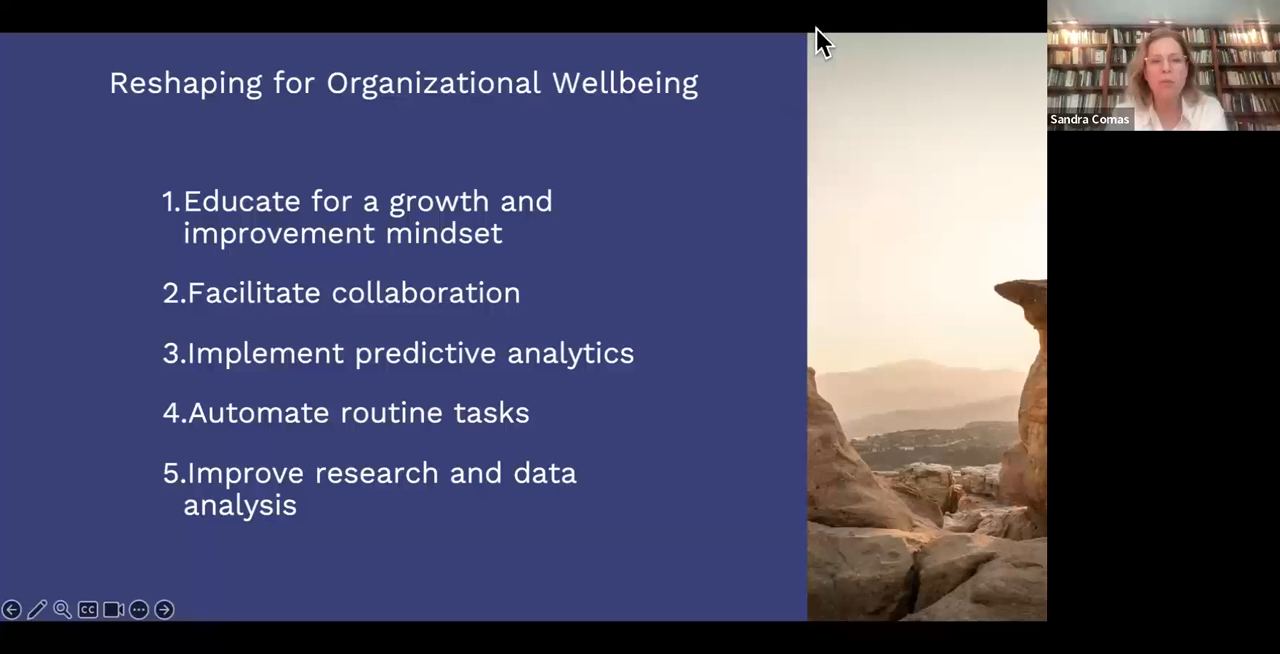 Reshaping for Organizational Wellbeing
1.Educate for a growth and
improvement mindset
2.Facilitate collaboration
3.Implement predictive analytics
4.Automate routine tasks
5.Improve research and data
analysis
CC
Sandra Comas